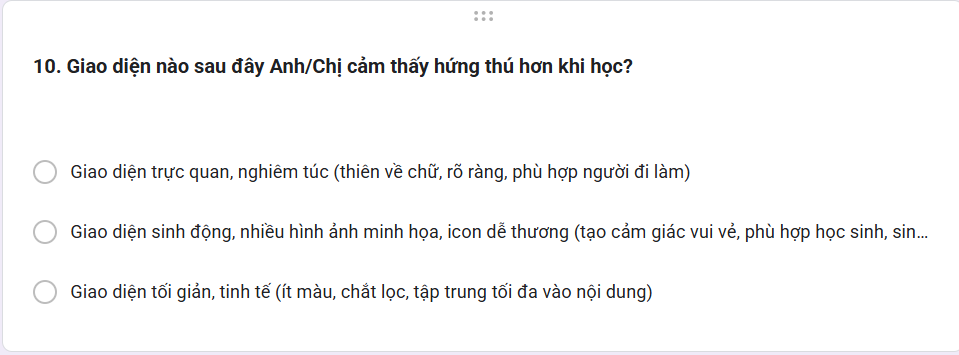 10. Giao diện nào sau đây Anh/Chị cảm thấy hứng thú hơn khi học?
Giao diện trực quan, nghiêm túc (thiên về chữ, rõ ràng, phù hợp người đi làm)
Giao diện sinh động, nhiều hình ảnh minh họa, icon dễ thương (tạo cảm giác vui vẻ, phù hợp học sinh, sin...
Giao diện tối giản, tinh tế (ít màu, chắt lọc, tập trung tối đa vào nội dung)